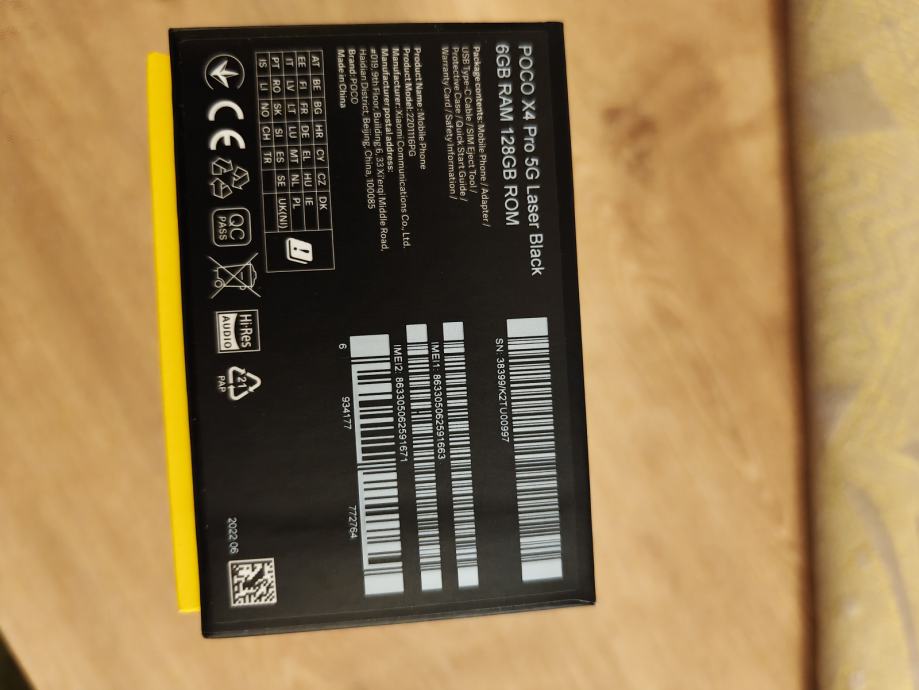 POCO X4 Pro 5G Laser Black
6GB RAM 128GB ROM
Package contents: Mobile Phone / Adapter /
USB Type-C Cable / SIM Eject Tool /
Protective Case / Quick Start Guide /
Warranty Card / Safety Information /
Product Name: Mobile Phone
Product Model: 2201116PG
Manufacturer: Xiaomi Communications Co., Ltd.
Manufacturer postal address:
#019, 9th Floor, Building 6, 33 Xi'erqi Middle Road,
Haidian District, Beijing, China, 100085
Brand: POCO
Made in China
AT BE BG HR CY CZ DK
EE FI FR DE EL HU IE
IT LV LT LU MT NL PL
PT RO SK SI ES SE UK(NI)
IS LI NO CH TR
CE
QC
PASS
Hi-Res
AUDIO
21
PAP
SN: 38399/K2TU00997
IMEI1: 863305062591663
IMEI2: 863305062591671
6 934177 772764
2022 06